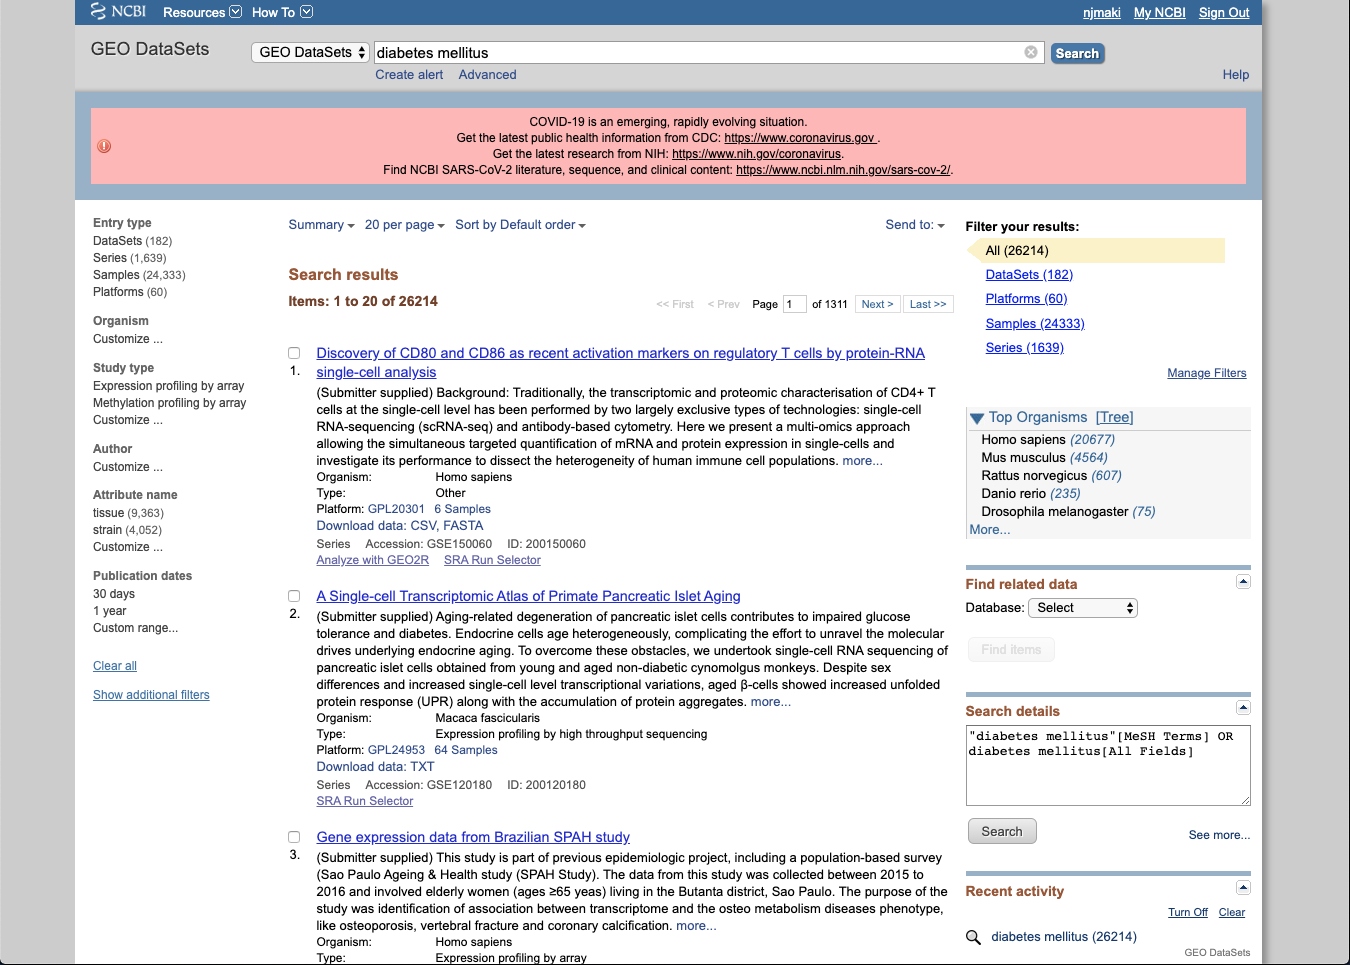 NCBI Resources How To njmaki My NCBI Sign Out
GEO DataSets GEO DataSets diabetes mellitus Search
Create alert Advanced Help
COVID-19 is an emerging, rapidly evolving situation.
Get the latest public health information from CDC: https://www.coronavirus.gov .
Get the latest research from NIH: https://www.nih.gov/coronavirus.
Find NCBI SARS-CoV-2 literature, sequence, and clinical content: https://www.ncbi.nlm.nih.gov/sars-cov-2/.
Entry type
DataSets (182)
Series (1,639)
Samples (24,333)
Platforms (60)
Organism
Customize ...
Study type
Expression profiling by array
Methylation profiling by array
Customize ...
Author
Customize ...
Attribute name
tissue (9,363)
strain (4,052)
Customize ...
Publication dates
30 days
1 year
Custom range...
Clear all
Show additional filters
Summary 20 per page Sort by Default order Send to:
Search results
Items: 1 to 20 of 26214
<< First < Prev Page 1 of 1311 Next > Last >>
Discovery of CD80 and CD86 as recent activation markers on regulatory T cells by protein-RNA
1. single-cell analysis
(Submitter supplied) Background: Traditionally, the transcriptomic and proteomic characterisation of CD4+ T
cells at the single-cell level has been performed by two largely exclusive types of technologies: single-cell
RNA-sequencing (scRNA-seq) and antibody-based cytometry. Here we present a multi-omics approach
allowing the simultaneous targeted quantification of mRNA and protein expression in single-cells and
investigate its performance to dissect the heterogeneity of human immune cell populations. more...
Organism: Homo sapiens
Type: Other
Platform: GPL20301 6 Samples
Download data: CSV, FASTA
Series Accession: GSE150060 ID: 200150060
Analyze with GEO2R SRA Run Selector
A Single-cell Transcriptomic Atlas of Primate Pancreatic Islet Aging
2. (Submitter supplied) Aging-related degeneration of pancreatic islet cells contributes to impaired glucose
tolerance and diabetes. Endocrine cells age heterogeneously, complicating the effort to unravel the molecular
drives underlying endocrine aging. To overcome these obstacles, we undertook single-cell RNA sequencing of
pancreatic islet cells obtained from young and aged non-diabetic cynomolgus monkeys. Despite sex
differences and increased single-cell level transcriptional variations, aged β-cells showed increased unfolded
protein response (UPR) along with the accumulation of protein aggregates. more...
Organism: Macaca fascicularis
Type: Expression profiling by high throughput sequencing
Platform: GPL24953 64 Samples
Download data: TXT
Series Accession: GSE120180 ID: 200120180
SRA Run Selector
Gene expression data from Brazilian SPAH study
3. (Submitter supplied) This study is part of previous epidemiologic project, including a population-based survey
(Sao Paulo Ageing & Health study (SPAH Study). The data from this study was collected between 2015 to
2016 and involved elderly women (ages ≥65 yeas) living in the Butanta district, Sao Paulo. The purpose of the
study was identification of association between transcriptome and the osteo metabolism diseases phenotype,
like osteoporosis, vertebral fracture and coronary calcification. more...
Organism: Homo sapiens
Type: Expression profiling by array
Filter your results:
All (26214)
DataSets (182)
Platforms (60)
Samples (24333)
Series (1639)
Manage Filters
Top Organisms [Tree]
Homo sapiens (20677)
Mus musculus (4564)
Rattus norvegicus (607)
Danio rerio (235)
Drosophila melanogaster (75)
More...
Find related data
Database: Select
Find items
Search details
"diabetes mellitus"[MeSH Terms] OR
diabetes mellitus[All Fields]
Search
See more...
Recent activity
Turn Off Clear
diabetes mellitus (26214)
GEO DataSets